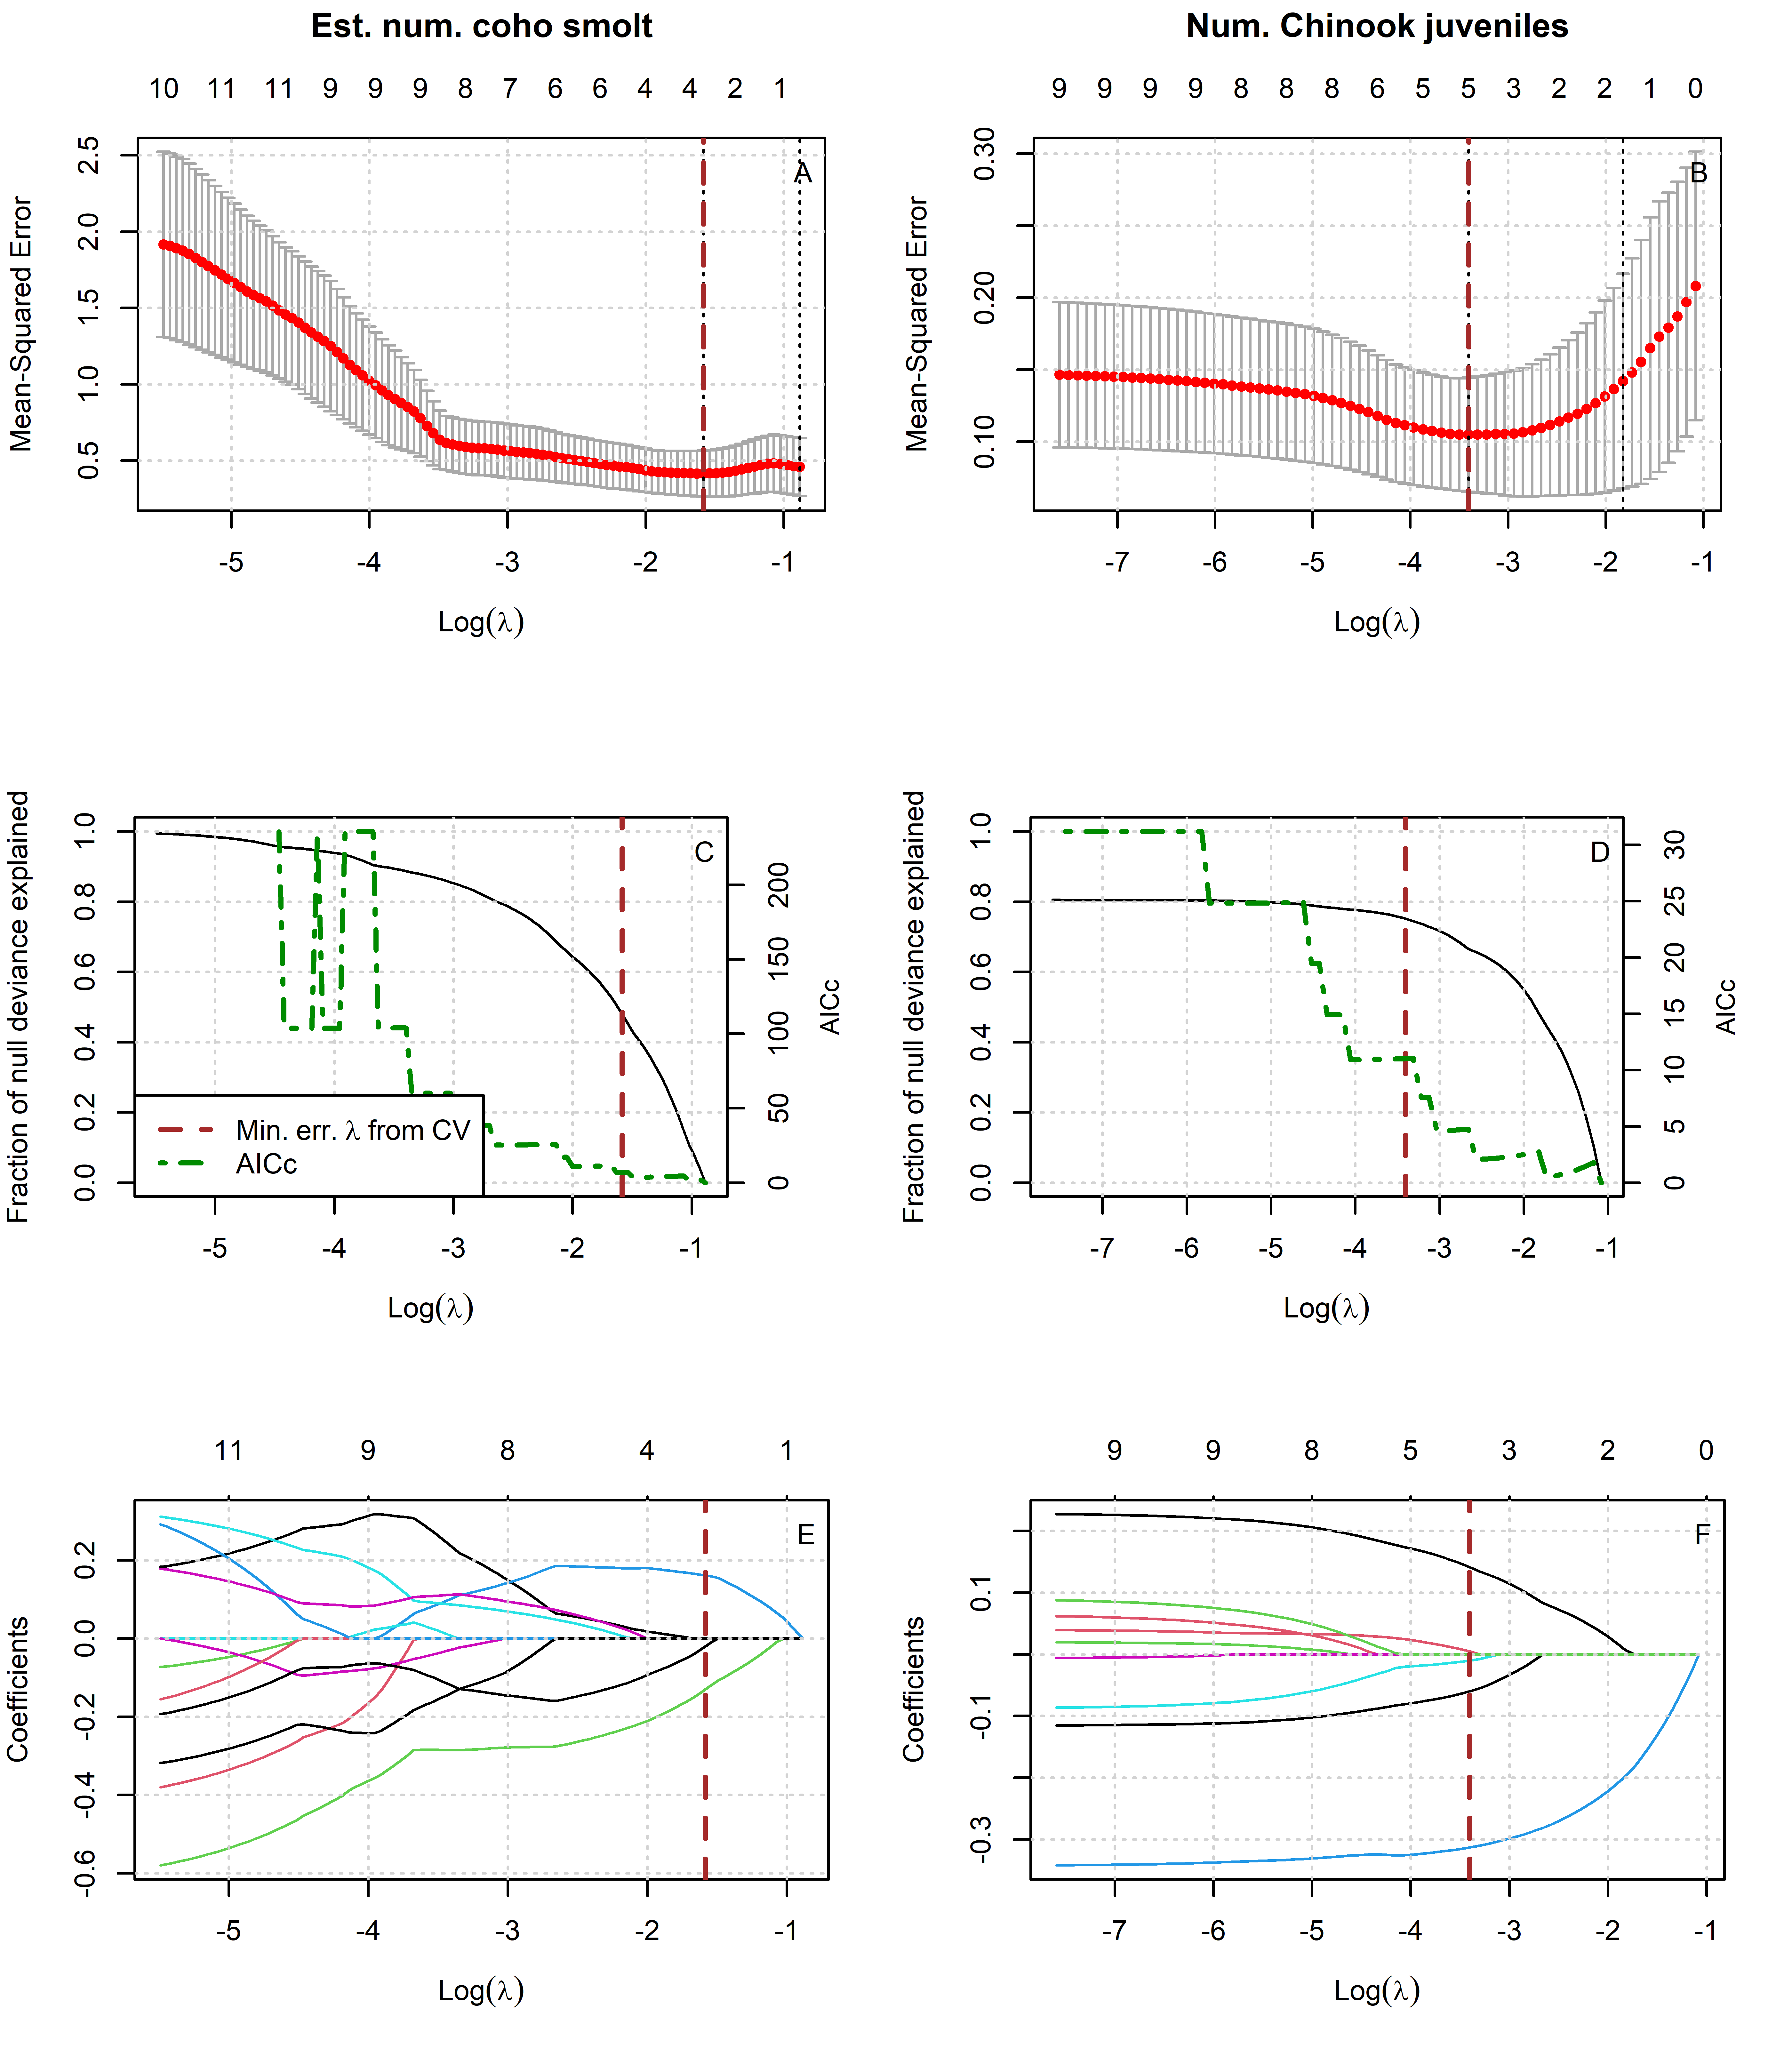 Est. num. coho smolt
10 11 11 9 9 9 8 7 6 6 4 4 2 1
A
Mean-Squared Error
2.5
2.0
1.5
1.0
0.5
-5 -4 -3 -2 -1
Log(λ)
Num. Chinook juveniles
9 9 9 9 8 8 8 6 5 5 3 2 2 1 0
B
Mean-Squared Error
0.30
0.20
0.10
-7 -6 -5 -4 -3 -2 -1
Log(λ)
C
Fraction of null deviance explained
1.0
0.8
0.6
0.4
0.2
0.0
200
150
100
50
0
AICc
Min. err. λ from CV
AICc
-5 -4 -3 -2 -1
Log(λ)
D
Fraction of null deviance explained
1.0
0.8
0.6
0.4
0.2
0.0
30
25
20
15
10
5
0
AICc
-7 -6 -5 -4 -3 -2 -1
Log(λ)
11 9 8 4 1
E
Coefficients
0.2
0.0
-0.2
-0.4
-0.6
-5 -4 -3 -2 -1
Log(λ)
9 9 8 5 3 2 0
F
Coefficients
0.1
-0.1
-0.3
-7 -6 -5 -4 -3 -2 -1
Log(λ)